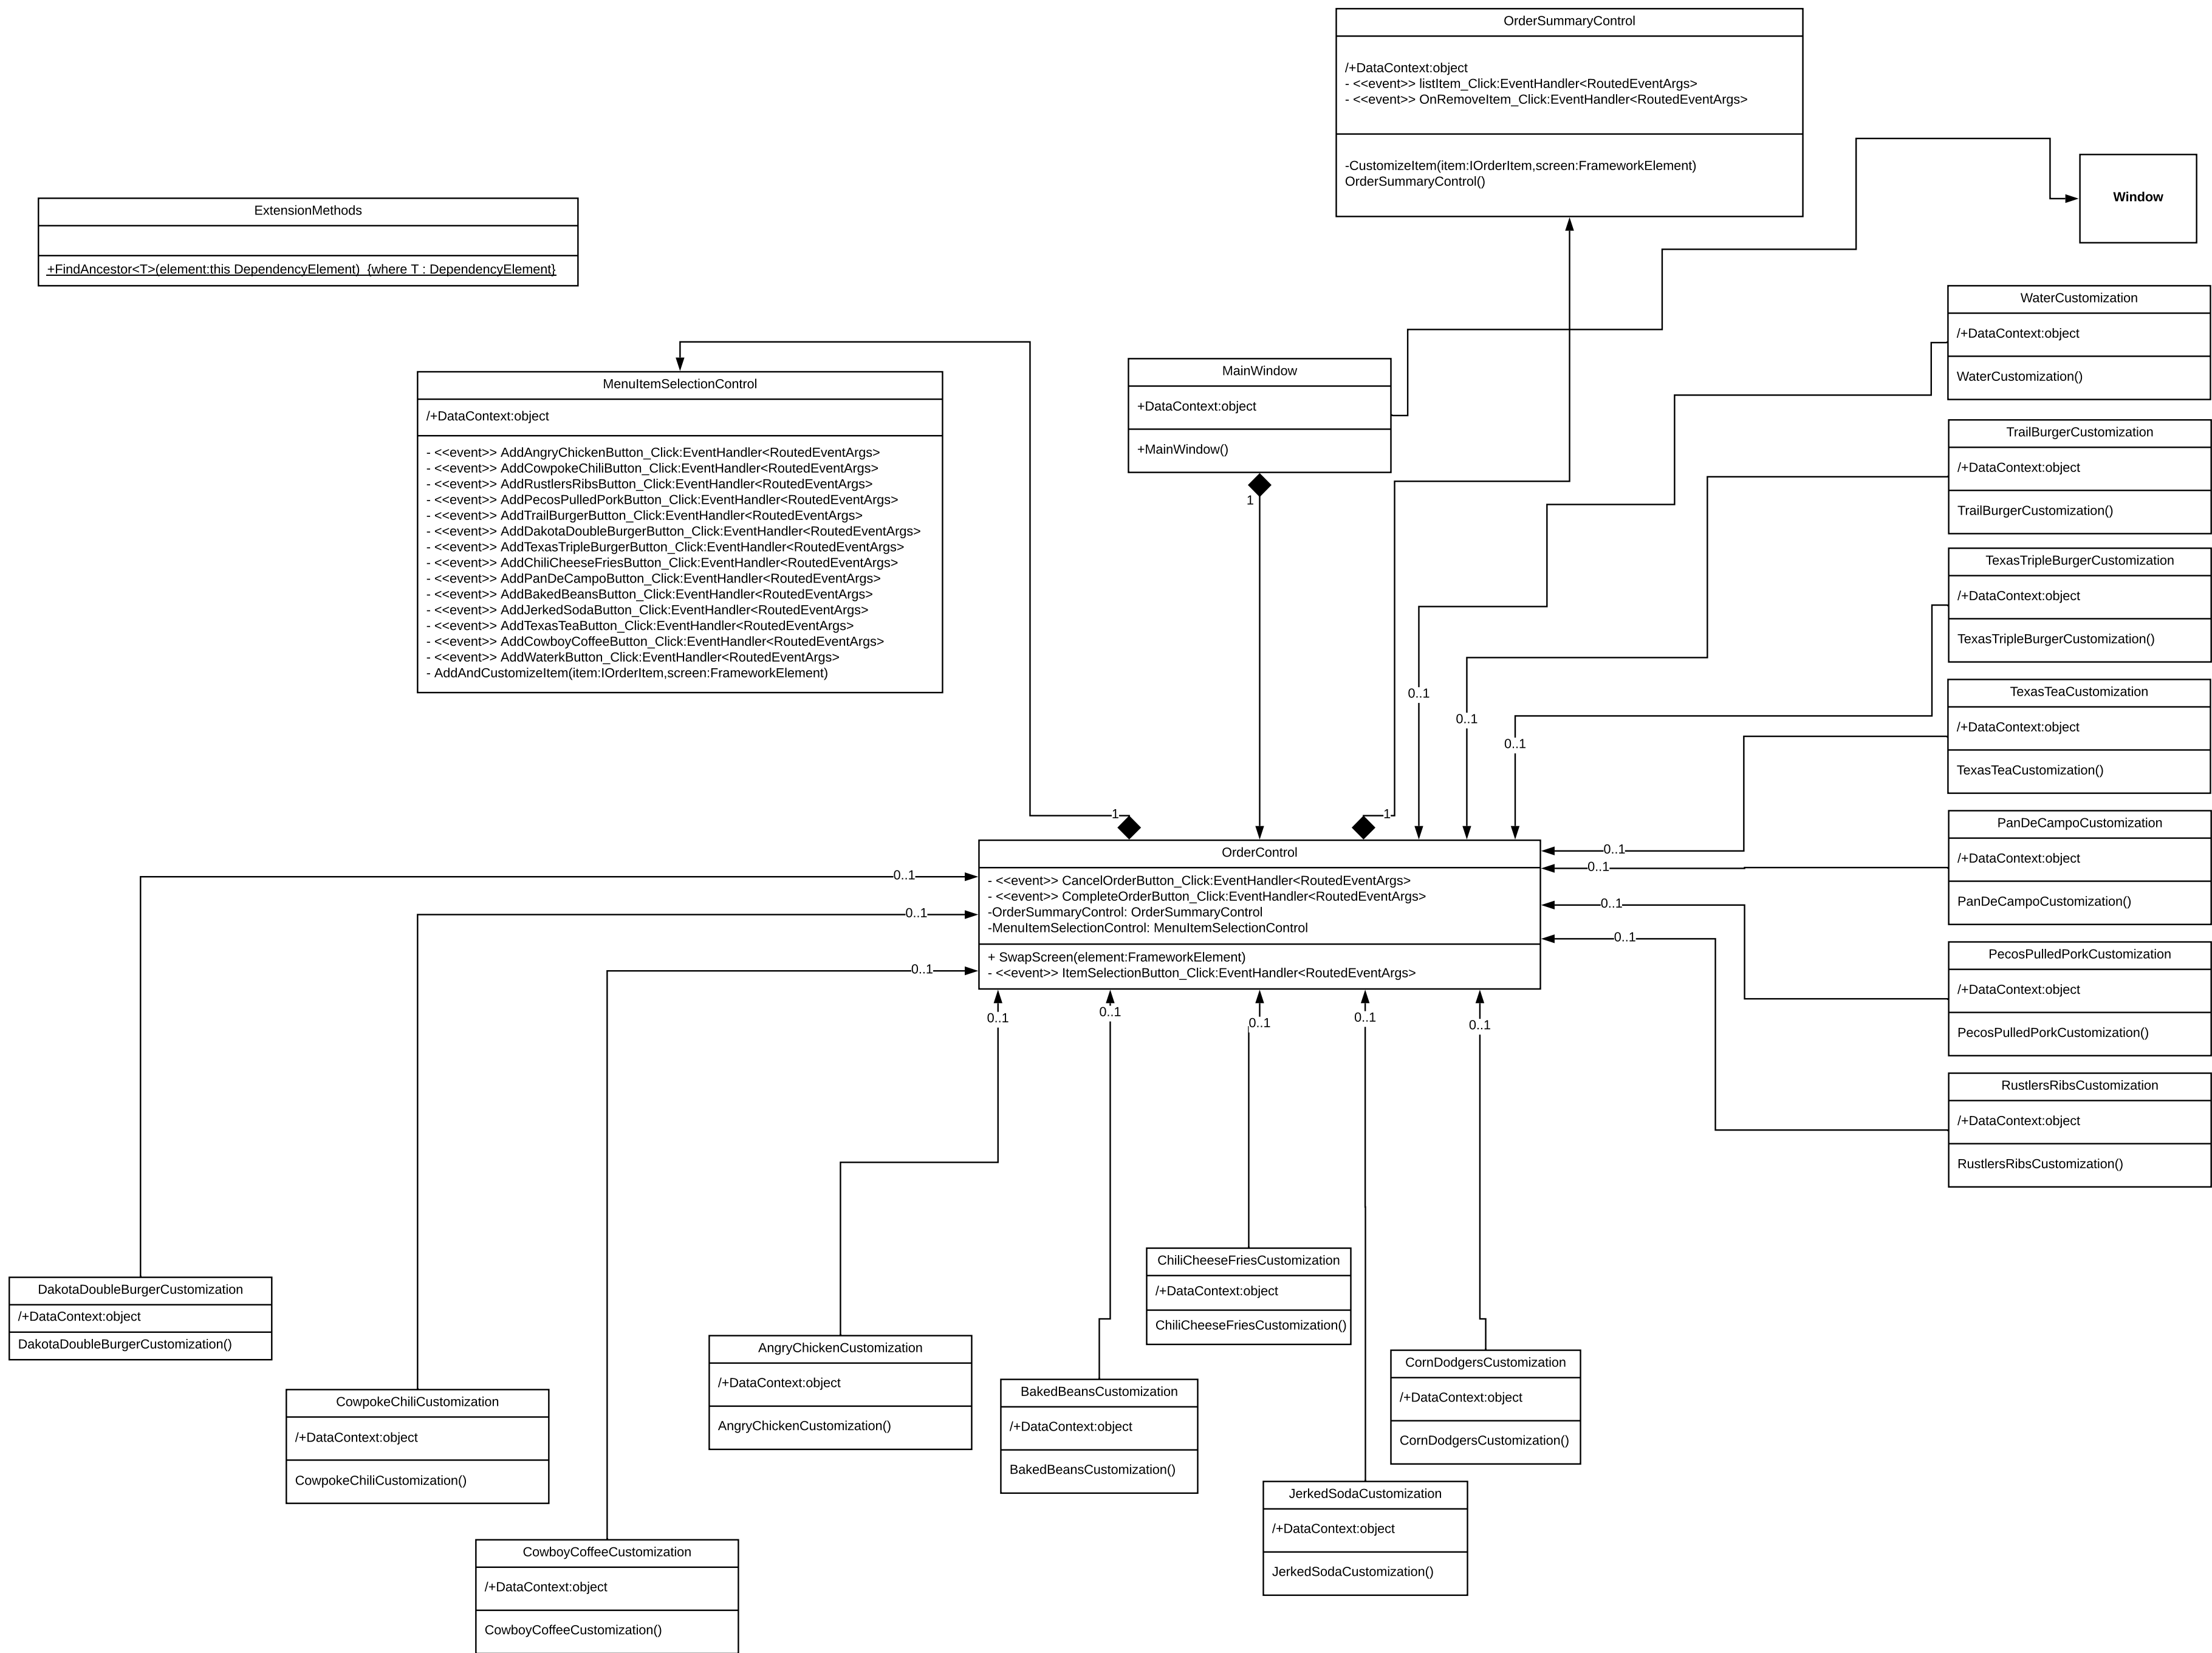 OrderSummaryControl
/+DataContext:object
- <<event>> listItem_Click:EventHandler<RoutedEventArgs>
- <<event>> OnRemoveItem_Click:EventHandler<RoutedEventArgs>
-CustomizeItem(item:IOrderItem,screen:FrameworkElement)
OrderSummaryControl()
Window
ExtensionMethods
+FindAncestor<T>(element:this DependencyElement)  {where T : DependencyElement}
MenuItemSelectionControl
/+DataContext:object
- <<event>> AddAngryChickenButton_Click:EventHandler<RoutedEventArgs>
- <<event>> AddCowpokeChiliButton_Click:EventHandler<RoutedEventArgs>
- <<event>> AddRustlersRibsButton_Click:EventHandler<RoutedEventArgs>
- <<event>> AddPecosPulledPorkButton_Click:EventHandler<RoutedEventArgs>
- <<event>> AddTrailBurgerButton_Click:EventHandler<RoutedEventArgs>
- <<event>> AddDakotaDoubleBurgerButton_Click:EventHandler<RoutedEventArgs>
- <<event>> AddTexasTripleBurgerButton_Click:EventHandler<RoutedEventArgs>
- <<event>> AddChiliCheeseFriesButton_Click:EventHandler<RoutedEventArgs>
- <<event>> AddPanDeCampoButton_Click:EventHandler<RoutedEventArgs>
- <<event>> AddBakedBeansButton_Click:EventHandler<RoutedEventArgs>
- <<event>> AddJerkedSodaButton_Click:EventHandler<RoutedEventArgs>
- <<event>> AddTexasTeaButton_Click:EventHandler<RoutedEventArgs>
- <<event>> AddCowboyCoffeeButton_Click:EventHandler<RoutedEventArgs>
- <<event>> AddWaterkButton_Click:EventHandler<RoutedEventArgs>
- AddAndCustomizeItem(item:IOrderItem,screen:FrameworkElement)
MainWindow
+DataContext:object
+MainWindow()
1
WaterCustomization
/+DataContext:object
WaterCustomization()
TrailBurgerCustomization
/+DataContext:object
TrailBurgerCustomization()
TexasTripleBurgerCustomization
/+DataContext:object
TexasTripleBurgerCustomization()
TexasTeaCustomization
/+DataContext:object
TexasTeaCustomization()
PanDeCampoCustomization
/+DataContext:object
PanDeCampoCustomization()
PecosPulledPorkCustomization
/+DataContext:object
PecosPulledPorkCustomization()
RustlersRibsCustomization
/+DataContext:object
RustlersRibsCustomization()
0..1
0..1
0..1
1
1
0..1
0..1
0..1
0..1
OrderControl
- <<event>> CancelOrderButton_Click:EventHandler<RoutedEventArgs>
- <<event>> CompleteOrderButton_Click:EventHandler<RoutedEventArgs>
-OrderSummaryControl: OrderSummaryControl
-MenuItemSelectionControl: MenuItemSelectionControl
+ SwapScreen(element:FrameworkElement)
- <<event>> ItemSelectionButton_Click:EventHandler<RoutedEventArgs>
0..1
0..1
0..1
0..1
0..1
0..1
0..1
0..1
DakotaDoubleBurgerCustomization
/+DataContext:object
DakotaDoubleBurgerCustomization()
CowpokeChiliCustomization
/+DataContext:object
CowpokeChiliCustomization()
CowboyCoffeeCustomization
/+DataContext:object
CowboyCoffeeCustomization()
AngryChickenCustomization
/+DataContext:object
AngryChickenCustomization()
BakedBeansCustomization
/+DataContext:object
BakedBeansCustomization()
ChiliCheeseFriesCustomization
/+DataContext:object
ChiliCheeseFriesCustomization()
JerkedSodaCustomization
/+DataContext:object
JerkedSodaCustomization()
CornDodgersCustomization
/+DataContext:object
CornDodgersCustomization()